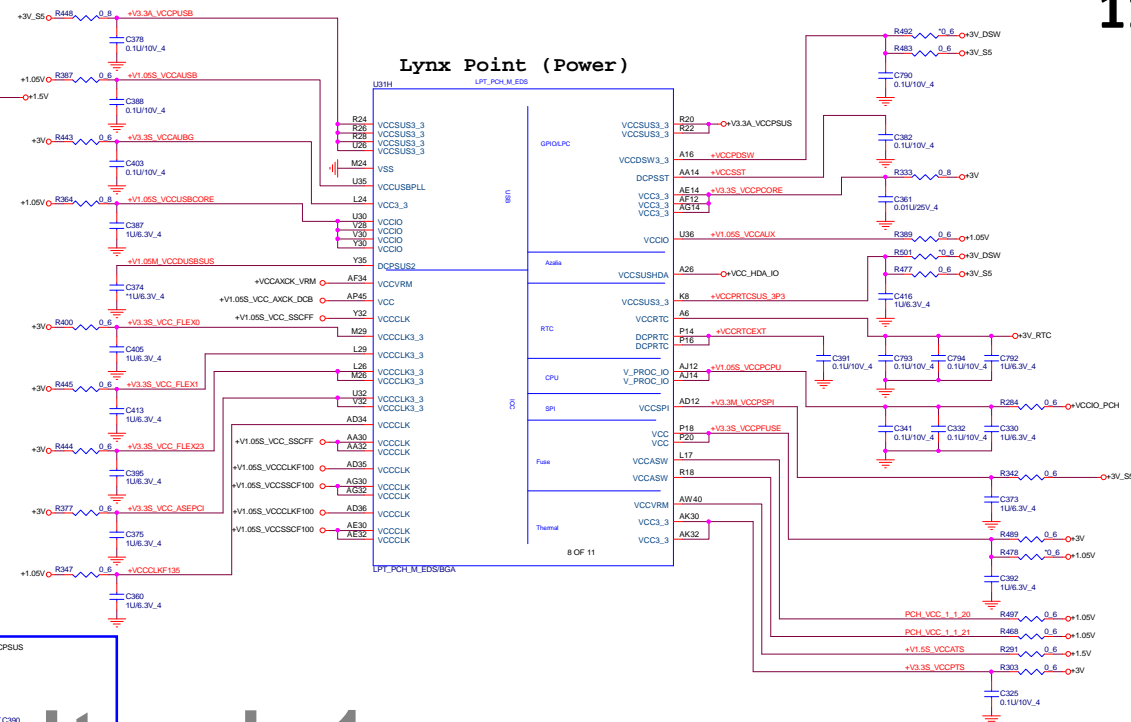 Lynx Point (Power)
U31H
LPT_PCH_M_EDS
+3V_S5
R448
0_8
+V3.3A_VCCPUSB
C378
0.1U/10V_4
+1.05V
R387
0_6
+V1.05S_VCCAUSB
+1.5V
C388
0.1U/10V_4
+3V
R443
0_6
+V3.3S_VCCAUBG
C403
0.1U/10V_4
+1.05V
R364
0_8
+V1.05S_VCCUSBCORE
C387
1U/6.3V_4
+V1.05M_VCCDUSBSUS
C374
*1U/6.3V_4
+VCCAXCK_VRM
+V1.05S_VCC_AXCK_DCB
+V1.05S_VCC_SSCFF
+3V
R400
0_6
+V3.3S_VCC_FLEX0
C405
1U/6.3V_4
+3V
R445
0_6
+V3.3S_VCC_FLEX1
C413
1U/6.3V_4
+3V
R444
0_6
+V3.3S_VCC_FLEX23
C395
1U/6.3V_4
+3V
R377
0_6
+V3.3S_VCC_ASEPCI
C375
1U/6.3V_4
+1.05V
R347
0_6
+VCCCLKF135
C360
1U/6.3V_4
+V1.05S_VCC_SSCFF
+V1.05S_VCCCLKF100
+V1.05S_VCCSSCF100
+V1.05S_VCCCLKF100
+V1.05S_VCCSSCF100
R24 VCCSUS3_3
R26 VCCSUS3_3
R28 VCCSUS3_3
U26 VCCSUS3_3
M24 VSS
U35 VCCUSBPLL
L24 VCC3_3
U30 VCCIO
V28 VCCIO
V30 VCCIO
Y30 VCCIO
Y35 DCPSUS2
AF34 VCCVRM
AP45 VCC
Y32 VCCCLK
M29 VCCCLK3_3
L29 VCCCLK3_3
L26 VCCCLK3_3
M26 VCCCLK3_3
U32 VCCCLK3_3
V32 VCCCLK3_3
AD34 VCCCLK
AA30 VCCCLK
AA32 VCCCLK
AD35 VCCCLK
AG30 VCCCLK
AG32 VCCCLK
AD36 VCCCLK
AE30 VCCCLK
AE32 VCCCLK
GPIO/LPC
USB
Azalia
RTC
CPU
ICC
SPI
Fuse
Thermal
8 OF 11
LPT_PCH_M_EDS/BGA
VCCSUS3_3 R20
VCCSUS3_3 R22
+V3.3A_VCCPSUS
VCCDSW3_3 A16 +VCCPDSW
DCPSST AA14 +VCCSST
VCC3_3 AE14 +V3.3S_VCCPCORE
VCC3_3 AF12
VCC3_3 AG14
VCCIO U36 +V1.05S_VCCAUX
VCCSUSHDA A26 +VCC_HDA_IO
VCCSUS3_3 K8 +VCCPRTCSUS_3P3
VCCRTC A6
DCPRTC P14 +VCCRTCEXT
DCPRTC P16
V_PROC_IO AJ12 +V1.05S_VCCPCPU
V_PROC_IO AJ14
VCCSPI AD12 +V3.3M_VCCPSPI
VCC P18 +V3.3S_VCCPFUSE
VCC P20
VCCASW L17
VCCASW R18
VCCVRM AW40
VCC3_3 AK30
VCC3_3 AK32
R492 *0_6 +3V_DSW
R483 0_6 +3V_S5
C790
0.1U/10V_4
C382
0.1U/10V_4
R333 0_8 +3V
C361
0.01U/25V_4
R389 0_6 +1.05V
R501 *0_6 +3V_DSW
R477 0_6 +3V_S5
C416
1U/6.3V_4
+3V_RTC
C391
0.1U/10V_4
C793
0.1U/10V_4
C794
0.1U/10V_4
C792
1U/6.3V_4
R284 0_6 +VCCIO_PCH
C341
0.1U/10V_4
C332
0.1U/10V_4
C330
1U/6.3V_4
R342 0_6 +3V_S5
C373
1U/6.3V_4
R489 0_6 +3V
R478 *0_6 +1.05V
C392
1U/6.3V_4
PCH_VCC_1_1_20 R497 0_6 +1.05V
PCH_VCC_1_1_21 R468 0_6 +1.05V
+V1.5S_VCCATS R291 0_6 +1.5V
+V3.3S_VCCPTS R303 0_6 +3V
C325
0.1U/10V_4
CPSUS
C390